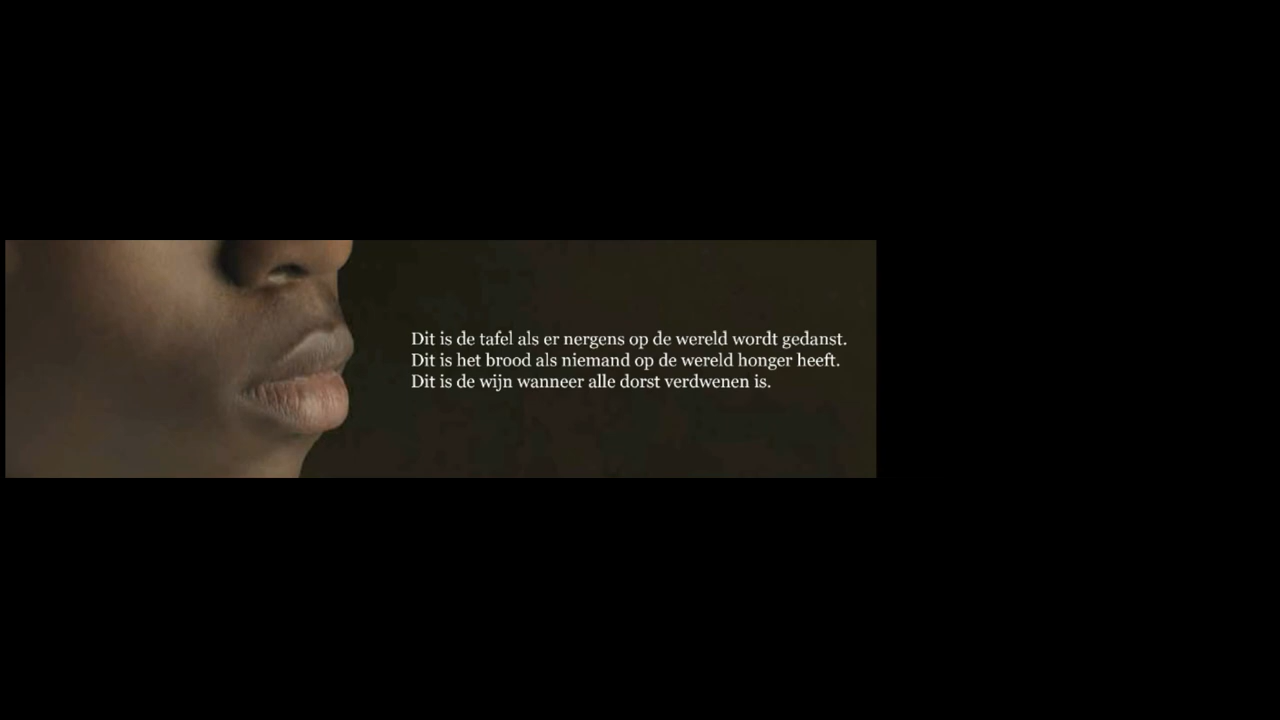 Dit is de tafel als er nergens op de wereld wordt gedanst.
Dit is het brood als niemand op de wereld honger heeft.
Dit is de wijn wanneer alle dorst verdwenen is.